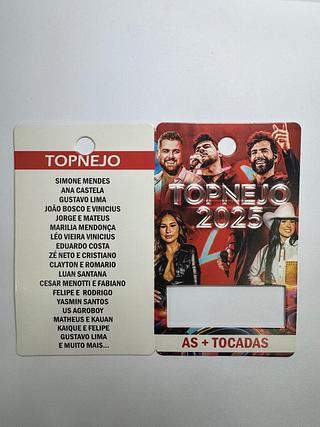 TOPNEJO
SIMONE MENDES
ANA CASTELA
GUSTAVO LIMA
JOÃO BOSCO E VINICIUS
JORGE E MATEUS
MARILIA MENDONÇA
LÉO VIEIRA VINICIUS
EDUARDO COSTA
ZÉ NETO E CRISTIANO
CLAYTON E ROMARIO
LUAN SANTANA
CESAR MENOTTI E FABIANO
FELIPE E RODRIGO
YASMIN SANTOS
US AGROBOY
MATHEUS E KAUAN
KAIQUE E FELIPE
GUSTAVO LIMA
E MUITO MAIS...
TOPNEJO
2025
AS + TOCADAS